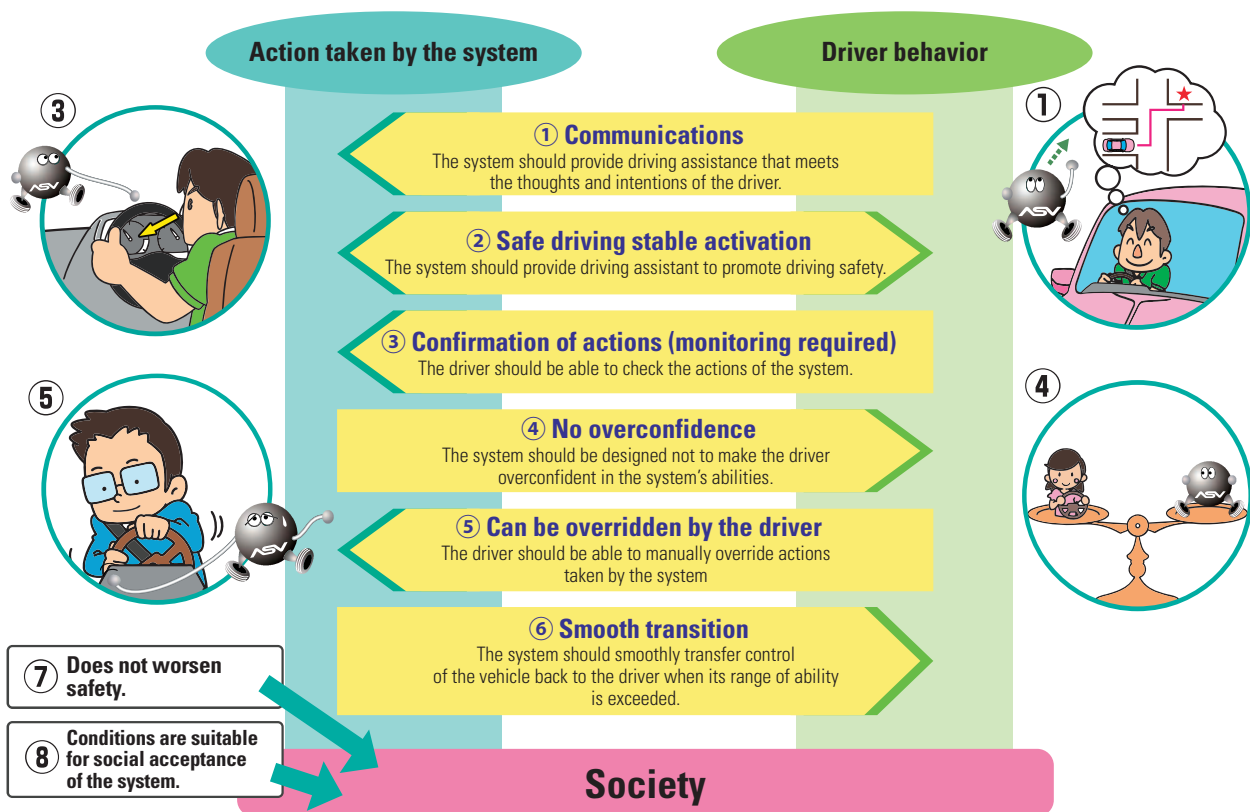 Action taken by the system
Driver behavior
③
ASV
①
ASV
① Communications
The system should provide driving assistance that meets
the thoughts and intentions of the driver.
② Safe driving stable activation
The system should provide driving assistant to promote driving safety.
③ Confirmation of actions (monitoring required)
The driver should be able to check the actions of the system.
⑤
ASV
④
ASV
④ No overconfidence
The system should be designed not to make the driver
overconfident in the system’s abilities.
⑤ Can be overridden by the driver
The driver should be able to manually override actions
taken by the system
⑥ Smooth transition
The system should smoothly transfer control
of the vehicle back to the driver when its range of ability
is exceeded.
⑦ Does not worsen
safety.
⑧ Conditions are suitable
for social acceptance
of the system.
Society